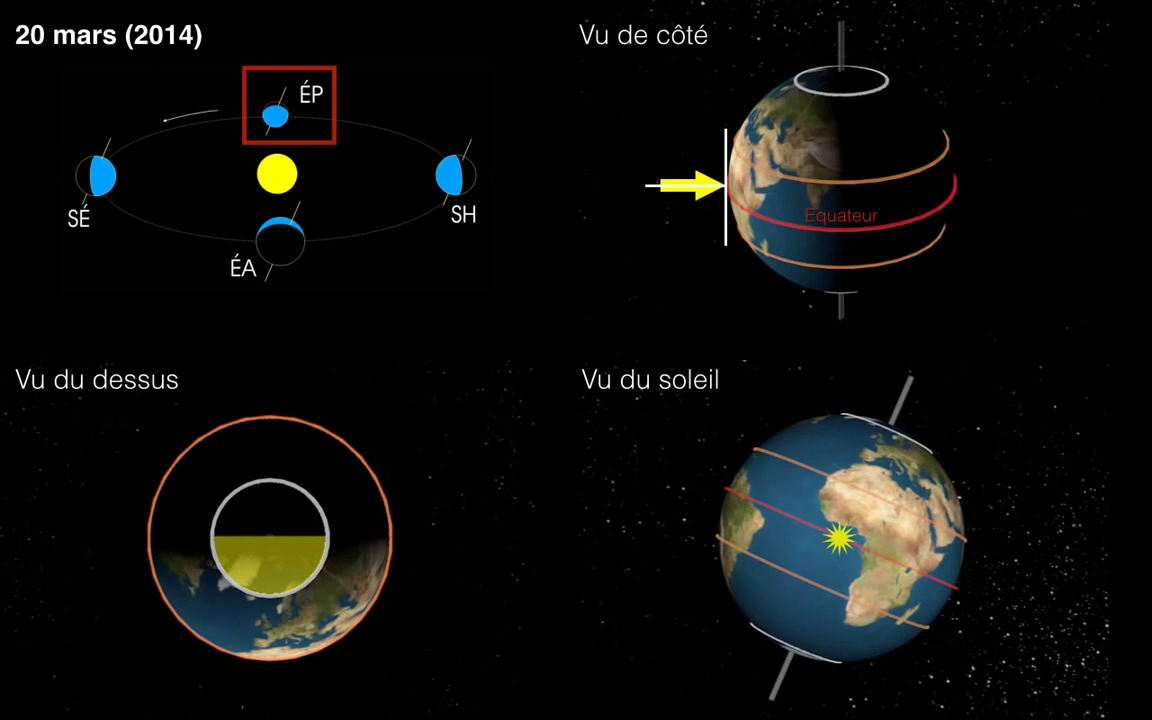 20 mars (2014)
Vu de côté
ÉP
SÉ
SH
ÉA
Equateur
Vu du dessus
Vu du soleil